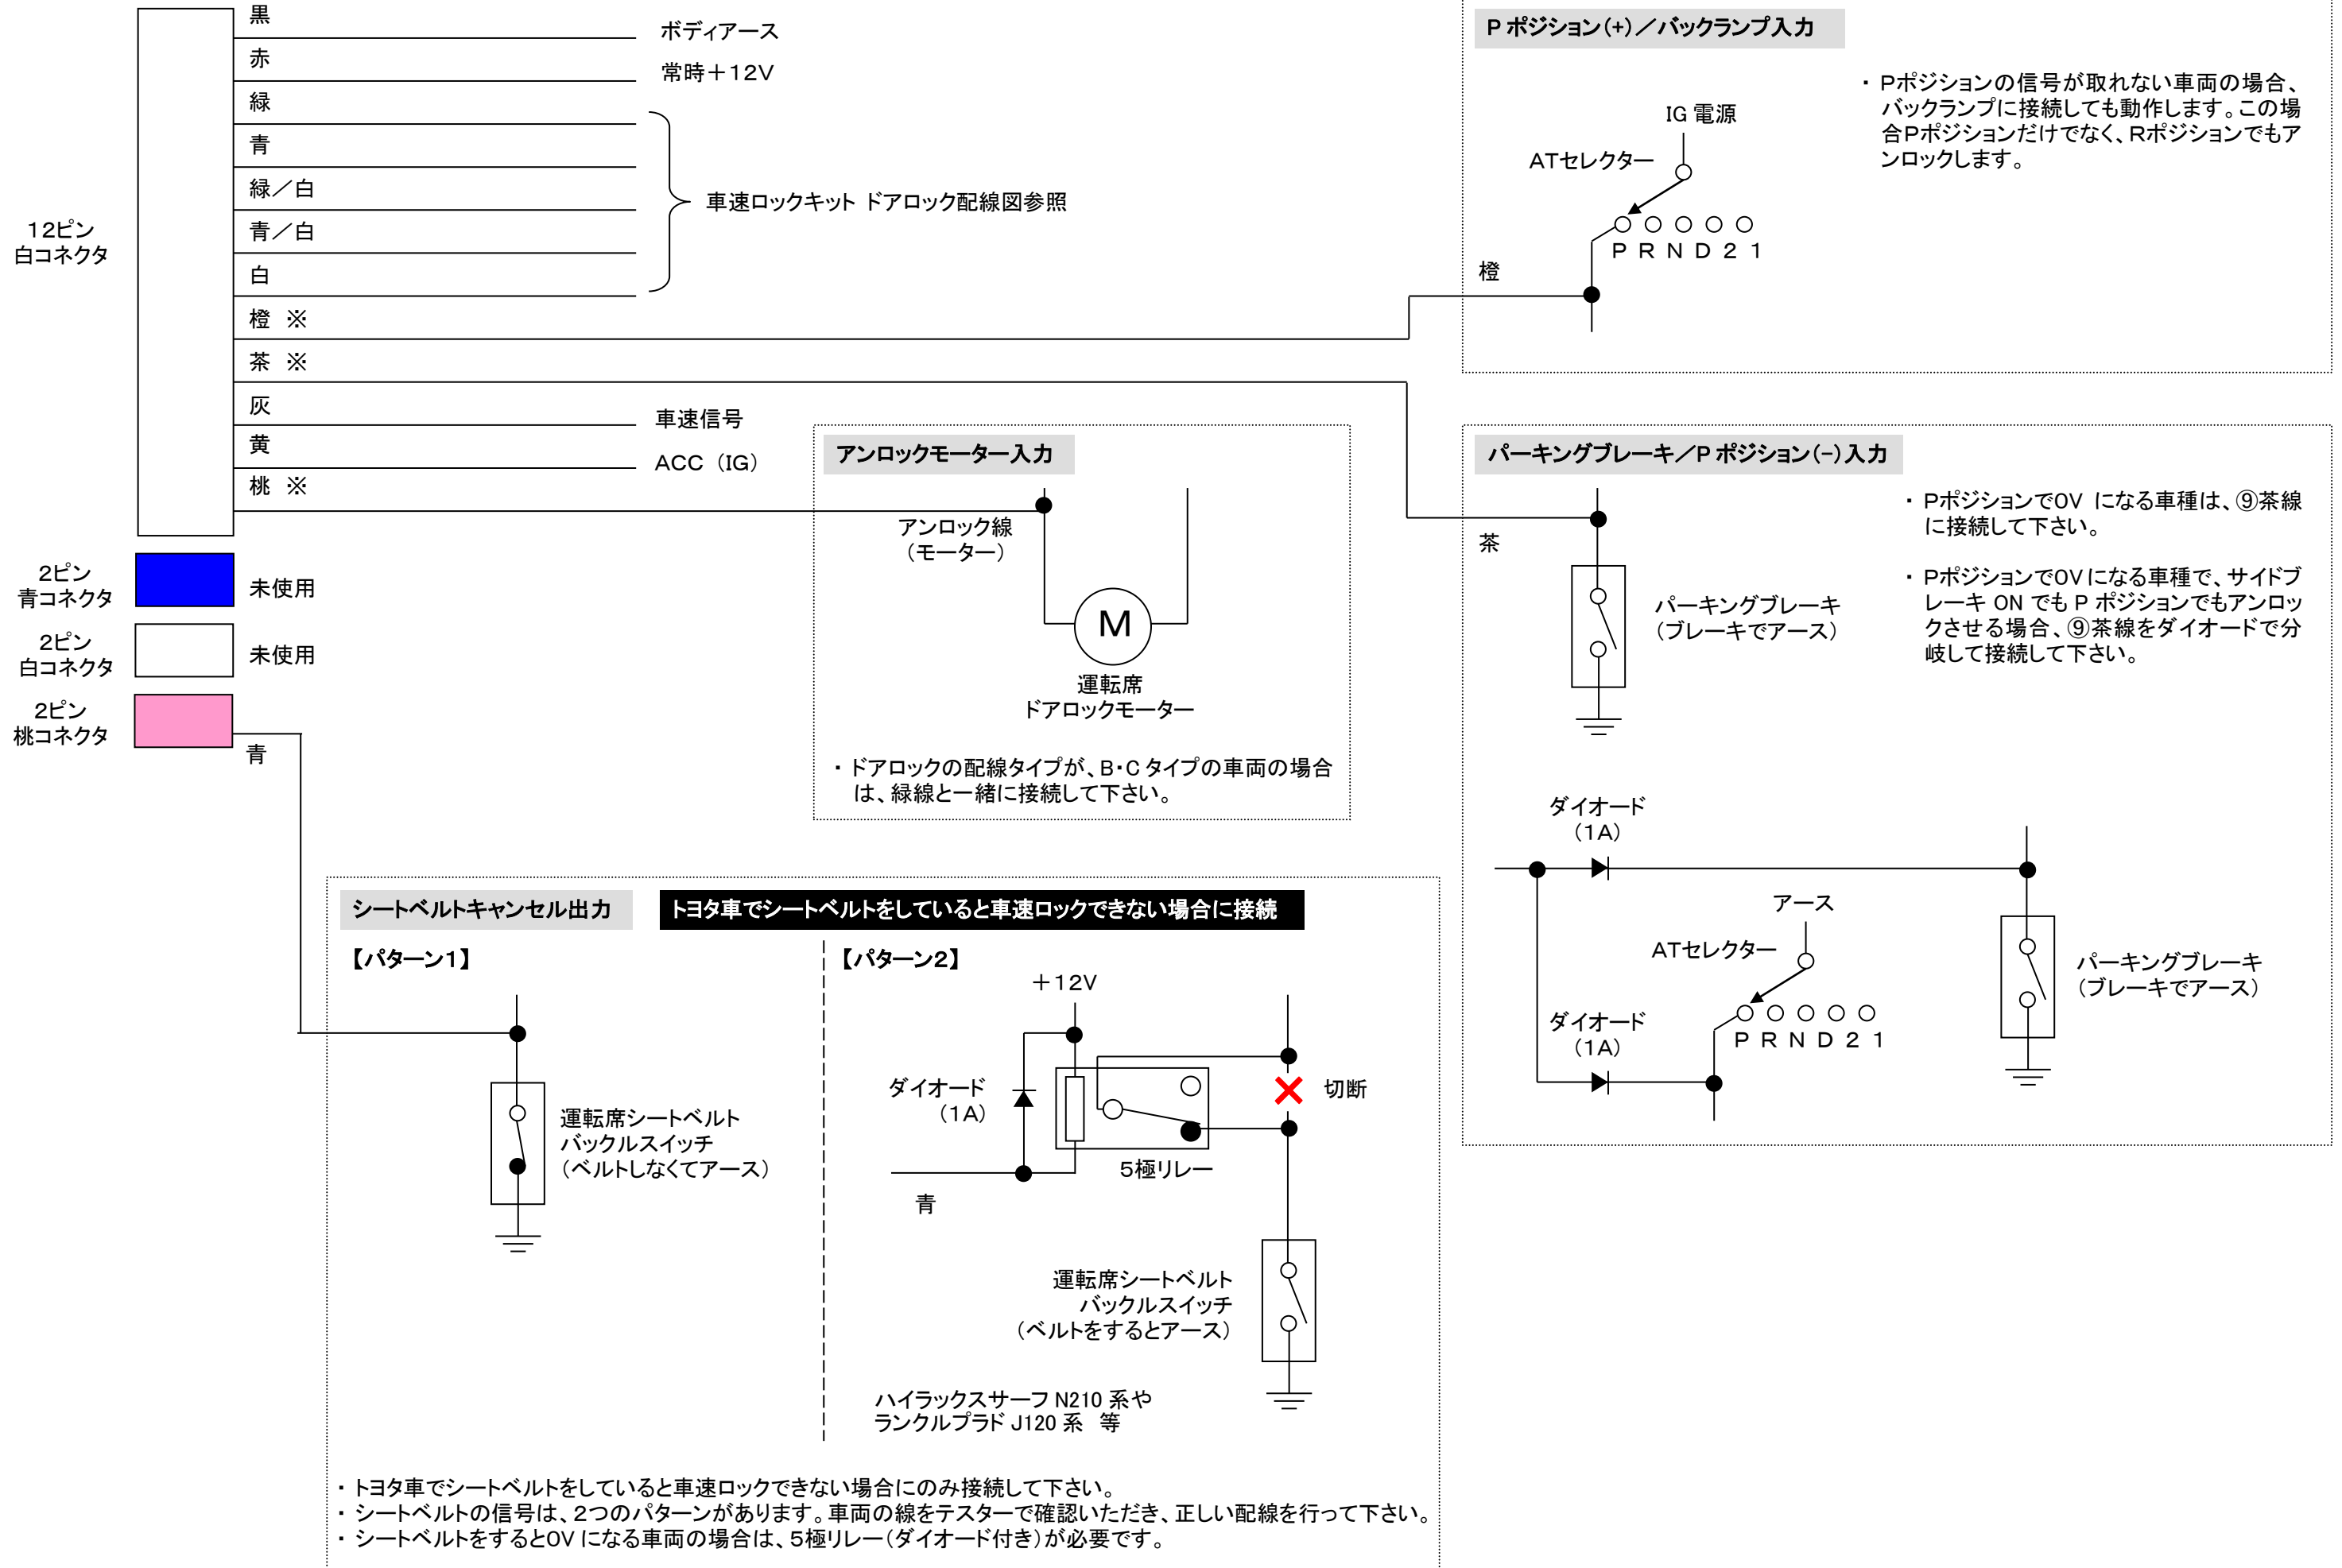 黒
ボディアース
赤
常時＋１２Ｖ
緑
青
緑／白
青／白
白
車速ロックキット ドアロック配線図参照
１２ピン
白コネクタ
橙 ※
茶 ※
灰
車速信号
黄
ACC （IG）
桃 ※
2ピン
青コネクタ
未使用
2ピン
白コネクタ
未使用
2ピン
桃コネクタ
青
P ポジション（+）／バックランプ入力
IG 電源
ATセレクター
P R N D 2 1
橙
・ Pポジションの信号が取れない車両の場合、
バックランプに接続しても動作します。この場
合Pポジションだけでなく、Rポジションでもア
ンロックします。
アンロックモーター入力
アンロック線
（モーター）
M
運転席
ドアロックモーター
・ ドアロックの配線タイプが、B・C タイプの車両の場合
は、緑線と一緒に接続して下さい。
パーキングブレーキ／P ポジション（-）入力
茶
パーキングブレーキ
（ブレーキでアース）
・ Pポジションで0V になる車種は、⑨茶線
に接続して下さい。
・ Pポジションで0Vになる車種で、サイドブ
レーキ ON でも P ポジションでもアンロッ
クさせる場合、⑨茶線をダイオードで分
岐して接続して下さい。
ダイオード
（1A）
アース
ATセレクター
P R N D 2 1
ダイオード
（1A）
パーキングブレーキ
（ブレーキでアース）
シートベルトキャンセル出力
トヨタ車でシートベルトをしていると車速ロックできない場合に接続
【パターン１】
運転席シートベルト
バックルスイッチ
（ベルトしなくてアース）
【パターン２】
＋１２Ｖ
ダイオード
（1A）
切断
５極リレー
青
運転席シートベルト
バックルスイッチ
（ベルトをするとアース）
ハイラックスサーフ N210 系や
ランクルプラド J120 系 等
・ トヨタ車でシートベルトをしていると車速ロックできない場合にのみ接続して下さい。
・ シートベルトの信号は、２つのパターンがあります。車両の線をテスターで確認いただき、正しい配線を行って下さい。
・ シートベルトをすると0V になる車両の場合は、５極リレー（ダイオード付き）が必要です。